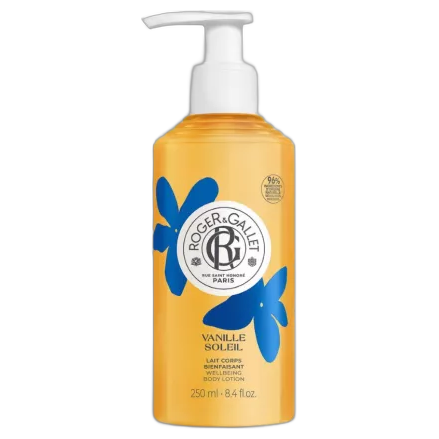 96%
ROGER & GALLET
RG
RUE SAINT HONORÉ
PARIS
VANILLE
SOLEIL
LAIT CORPS
BIENFAISANT
WELLBEING
BODY LOTION
250 ml • 8.4 fl.oz.